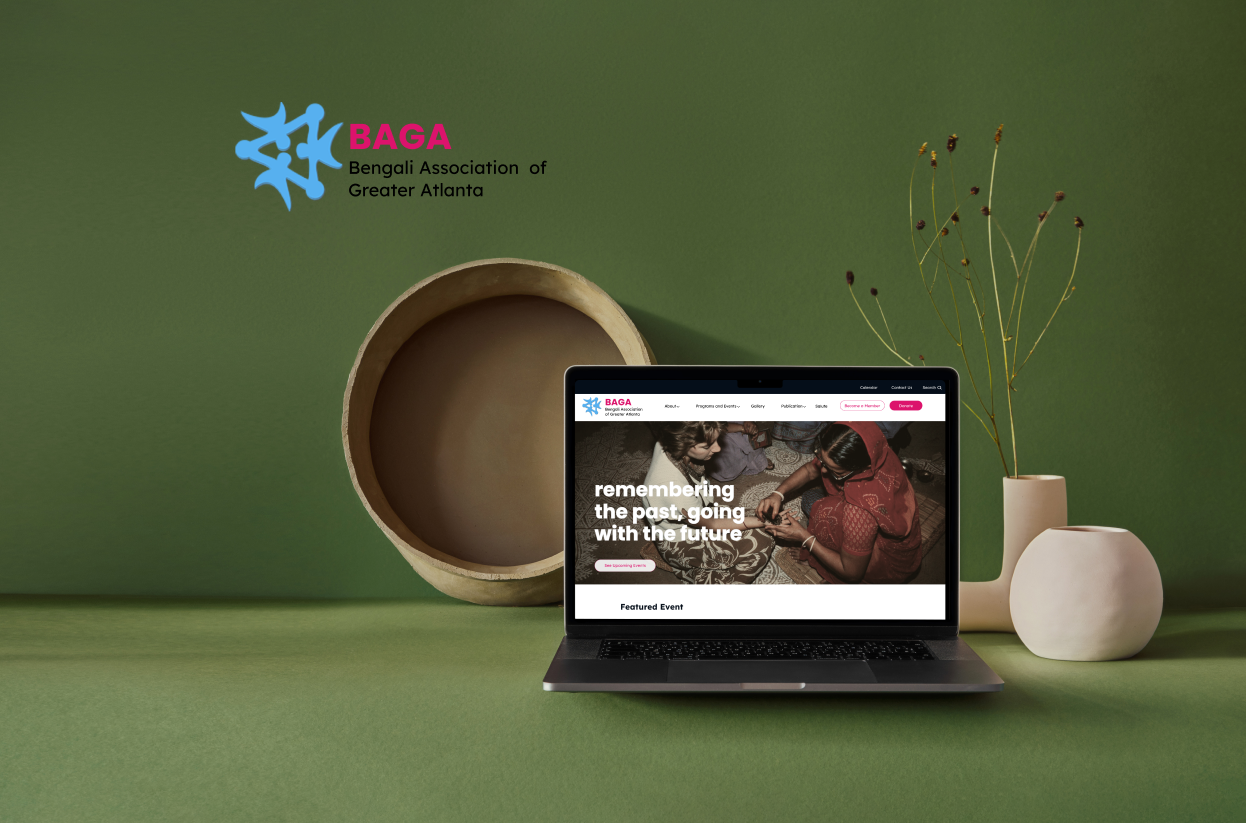 BAGA
Bengali Association of
Greater Atlanta
Calendar Contact Us Search
BAGA
Bengali Association
of Greater Atlanta
About Programs and Events Gallery Publication Become a Member Donate
remembering
the past, going
with the future
See Upcoming Events
Featured Event